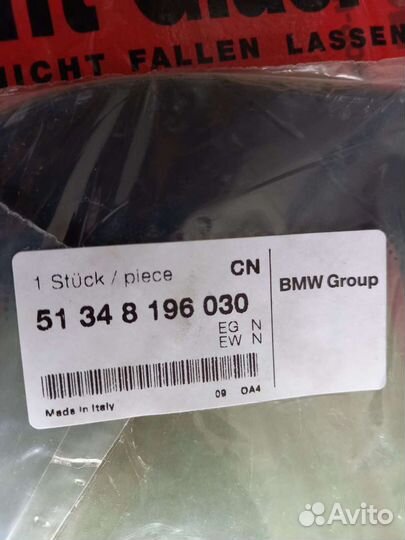 NICHT FALLEN LASSEN
1 Stück / piece
CN
51 34 8 196 030
EG N
EW N
09 OA4
Made in Italy
BMW Group
Avito